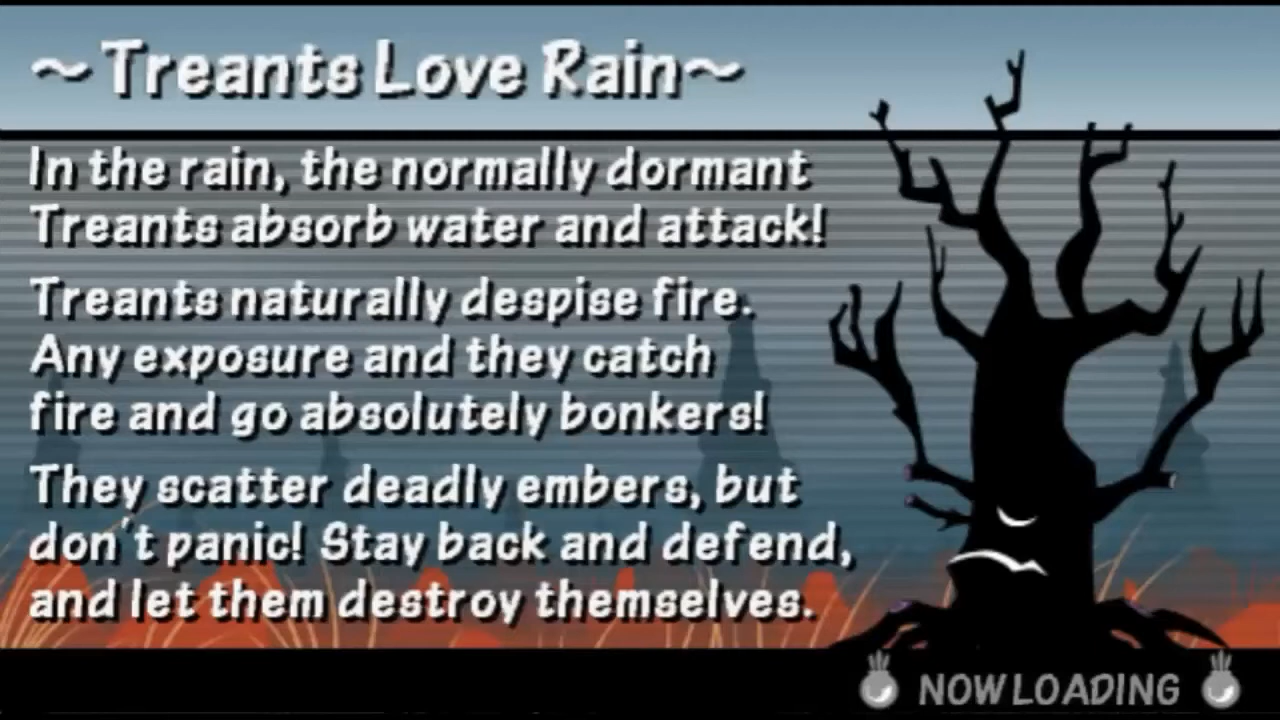 ~Treants Love Rain~
In the rain, the normally dormant
Treants absorb water and attack!
Treants naturally despise fire.
Any exposure and they catch
fire and go absolutely bonkers!
They scatter deadly embers, but
don't panic! Stay back and defend,
and let them destroy themselves.
NOW LOADING